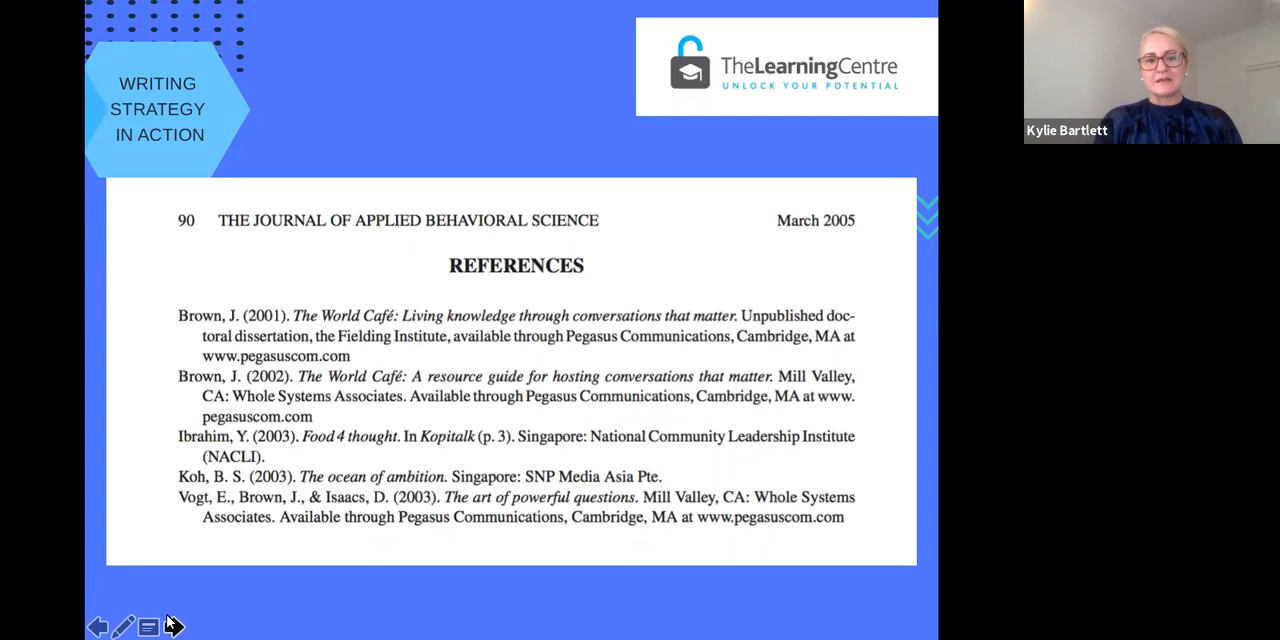 WRITING
STRATEGY
IN ACTION
TheLearningCentre
UNLOCK YOUR POTENTIAL
Kylie Bartlett
90 THE JOURNAL OF APPLIED BEHAVIORAL SCIENCE March 2005
REFERENCES
Brown, J. (2001). The World Café: Living knowledge through conversations that matter. Unpublished doc-
toral dissertation, the Fielding Institute, available through Pegasus Communications, Cambridge, MA at
www.pegasuscom.com
Brown, J. (2002). The World Café: A resource guide for hosting conversations that matter. Mill Valley,
CA: Whole Systems Associates. Available through Pegasus Communications, Cambridge, MA at www.
pegasuscom.com
Ibrahim, Y. (2003). Food 4 thought. In Kopitalk (p. 3). Singapore: National Community Leadership Institute
(NACLI).
Koh, B. S. (2003). The ocean of ambition. Singapore: SNP Media Asia Pte.
Vogt, E., Brown, J., & Isaacs, D. (2003). The art of powerful questions. Mill Valley, CA: Whole Systems
Associates. Available through Pegasus Communications, Cambridge, MA at www.pegasuscom.com